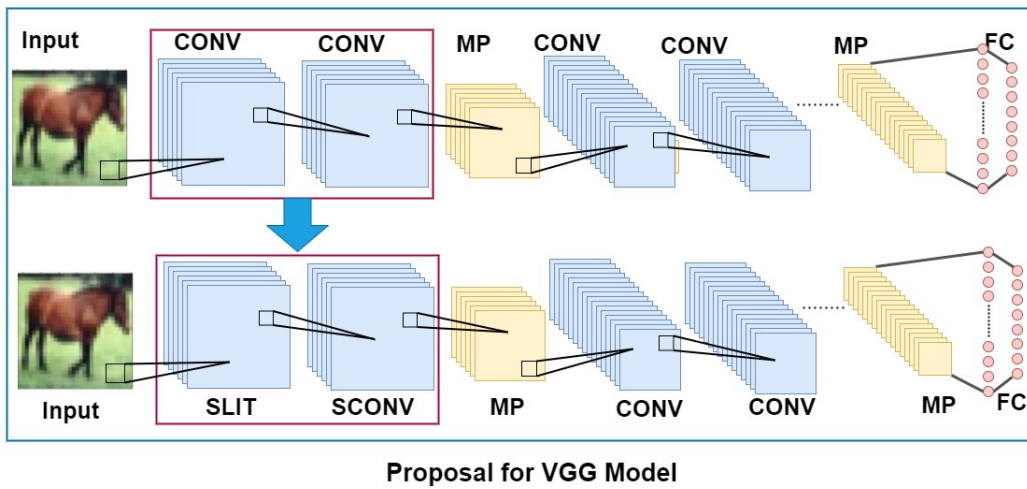 Input
CONV
CONV
MP
CONV
CONV
MP
FC
Input
SLIT
SCONV
MP
CONV
CONV
MP
FC
Proposal for VGG Model